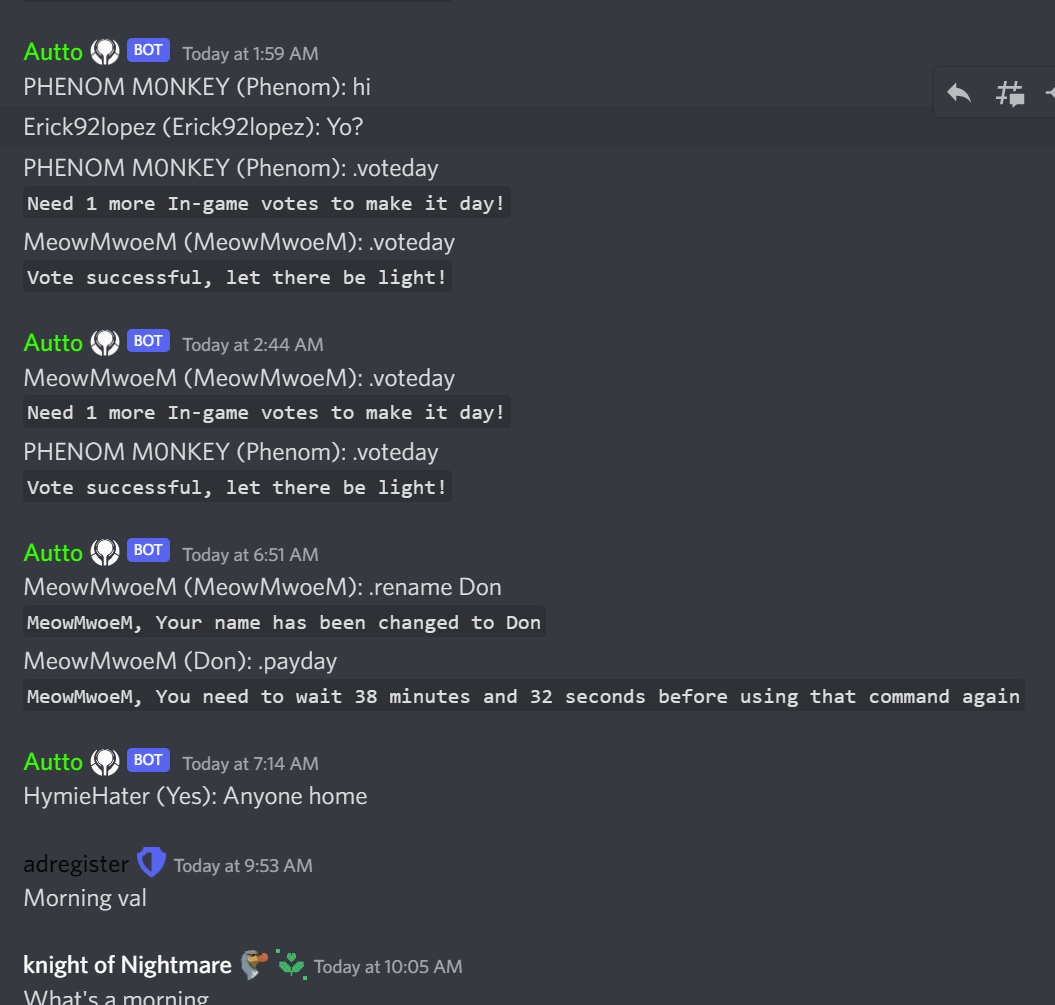 Autto BOT Today at 1:59 AM
PHENOM M0NKEY (Phenom): hi
Erick92lopez (Erick92lopez): Yo?
PHENOM M0NKEY (Phenom): .voteday
Need 1 more In-game votes to make it day!
MeowMwoeM (MeowMwoeM): .voteday
Vote successful, let there be light!
Autto BOT Today at 2:44 AM
MeowMwoeM (MeowMwoeM): .voteday
Need 1 more In-game votes to make it day!
PHENOM M0NKEY (Phenom): .voteday
Vote successful, let there be light!
Autto BOT Today at 6:51 AM
MeowMwoeM (MeowMwoeM): .rename Don
MeowMwoeM, Your name has been changed to Don
MeowMwoeM (Don): .payday
MeowMwoeM, You need to wait 38 minutes and 32 seconds before using that command again
Autto BOT Today at 7:14 AM
HymieHater (Yes): Anyone home
adregister Today at 9:53 AM
Morning val
knight of Nightmare Today at 10:05 AM
What's a morning